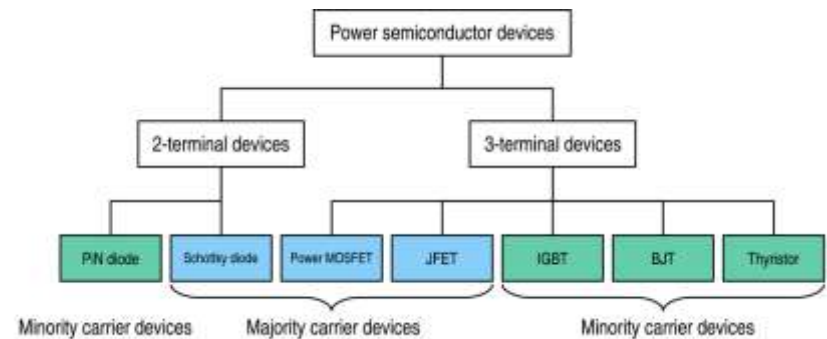 Power semiconductor devices
2-terminal devices
3-terminal devices
PiN diode
Schottky diode
Power MOSFET
JFET
IGBT
BJT
Thyristor
Minority carrier devices
Majority carrier devices
Minority carrier devices